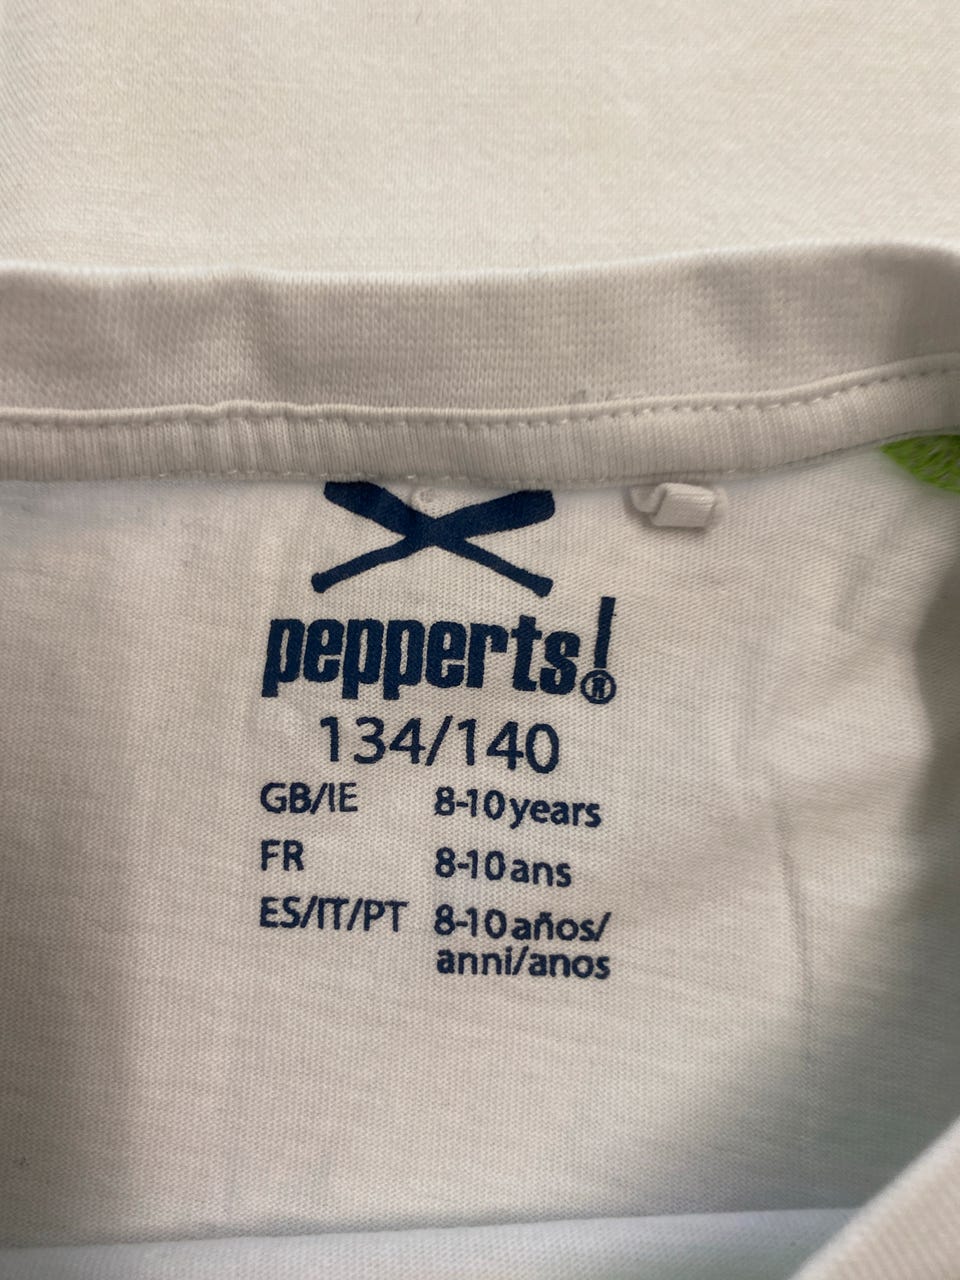 pepperts!®
134/140
GB/IE 8-10 years
FR 8-10 ans
ES/IT/PT 8-10 años/
anni/anos